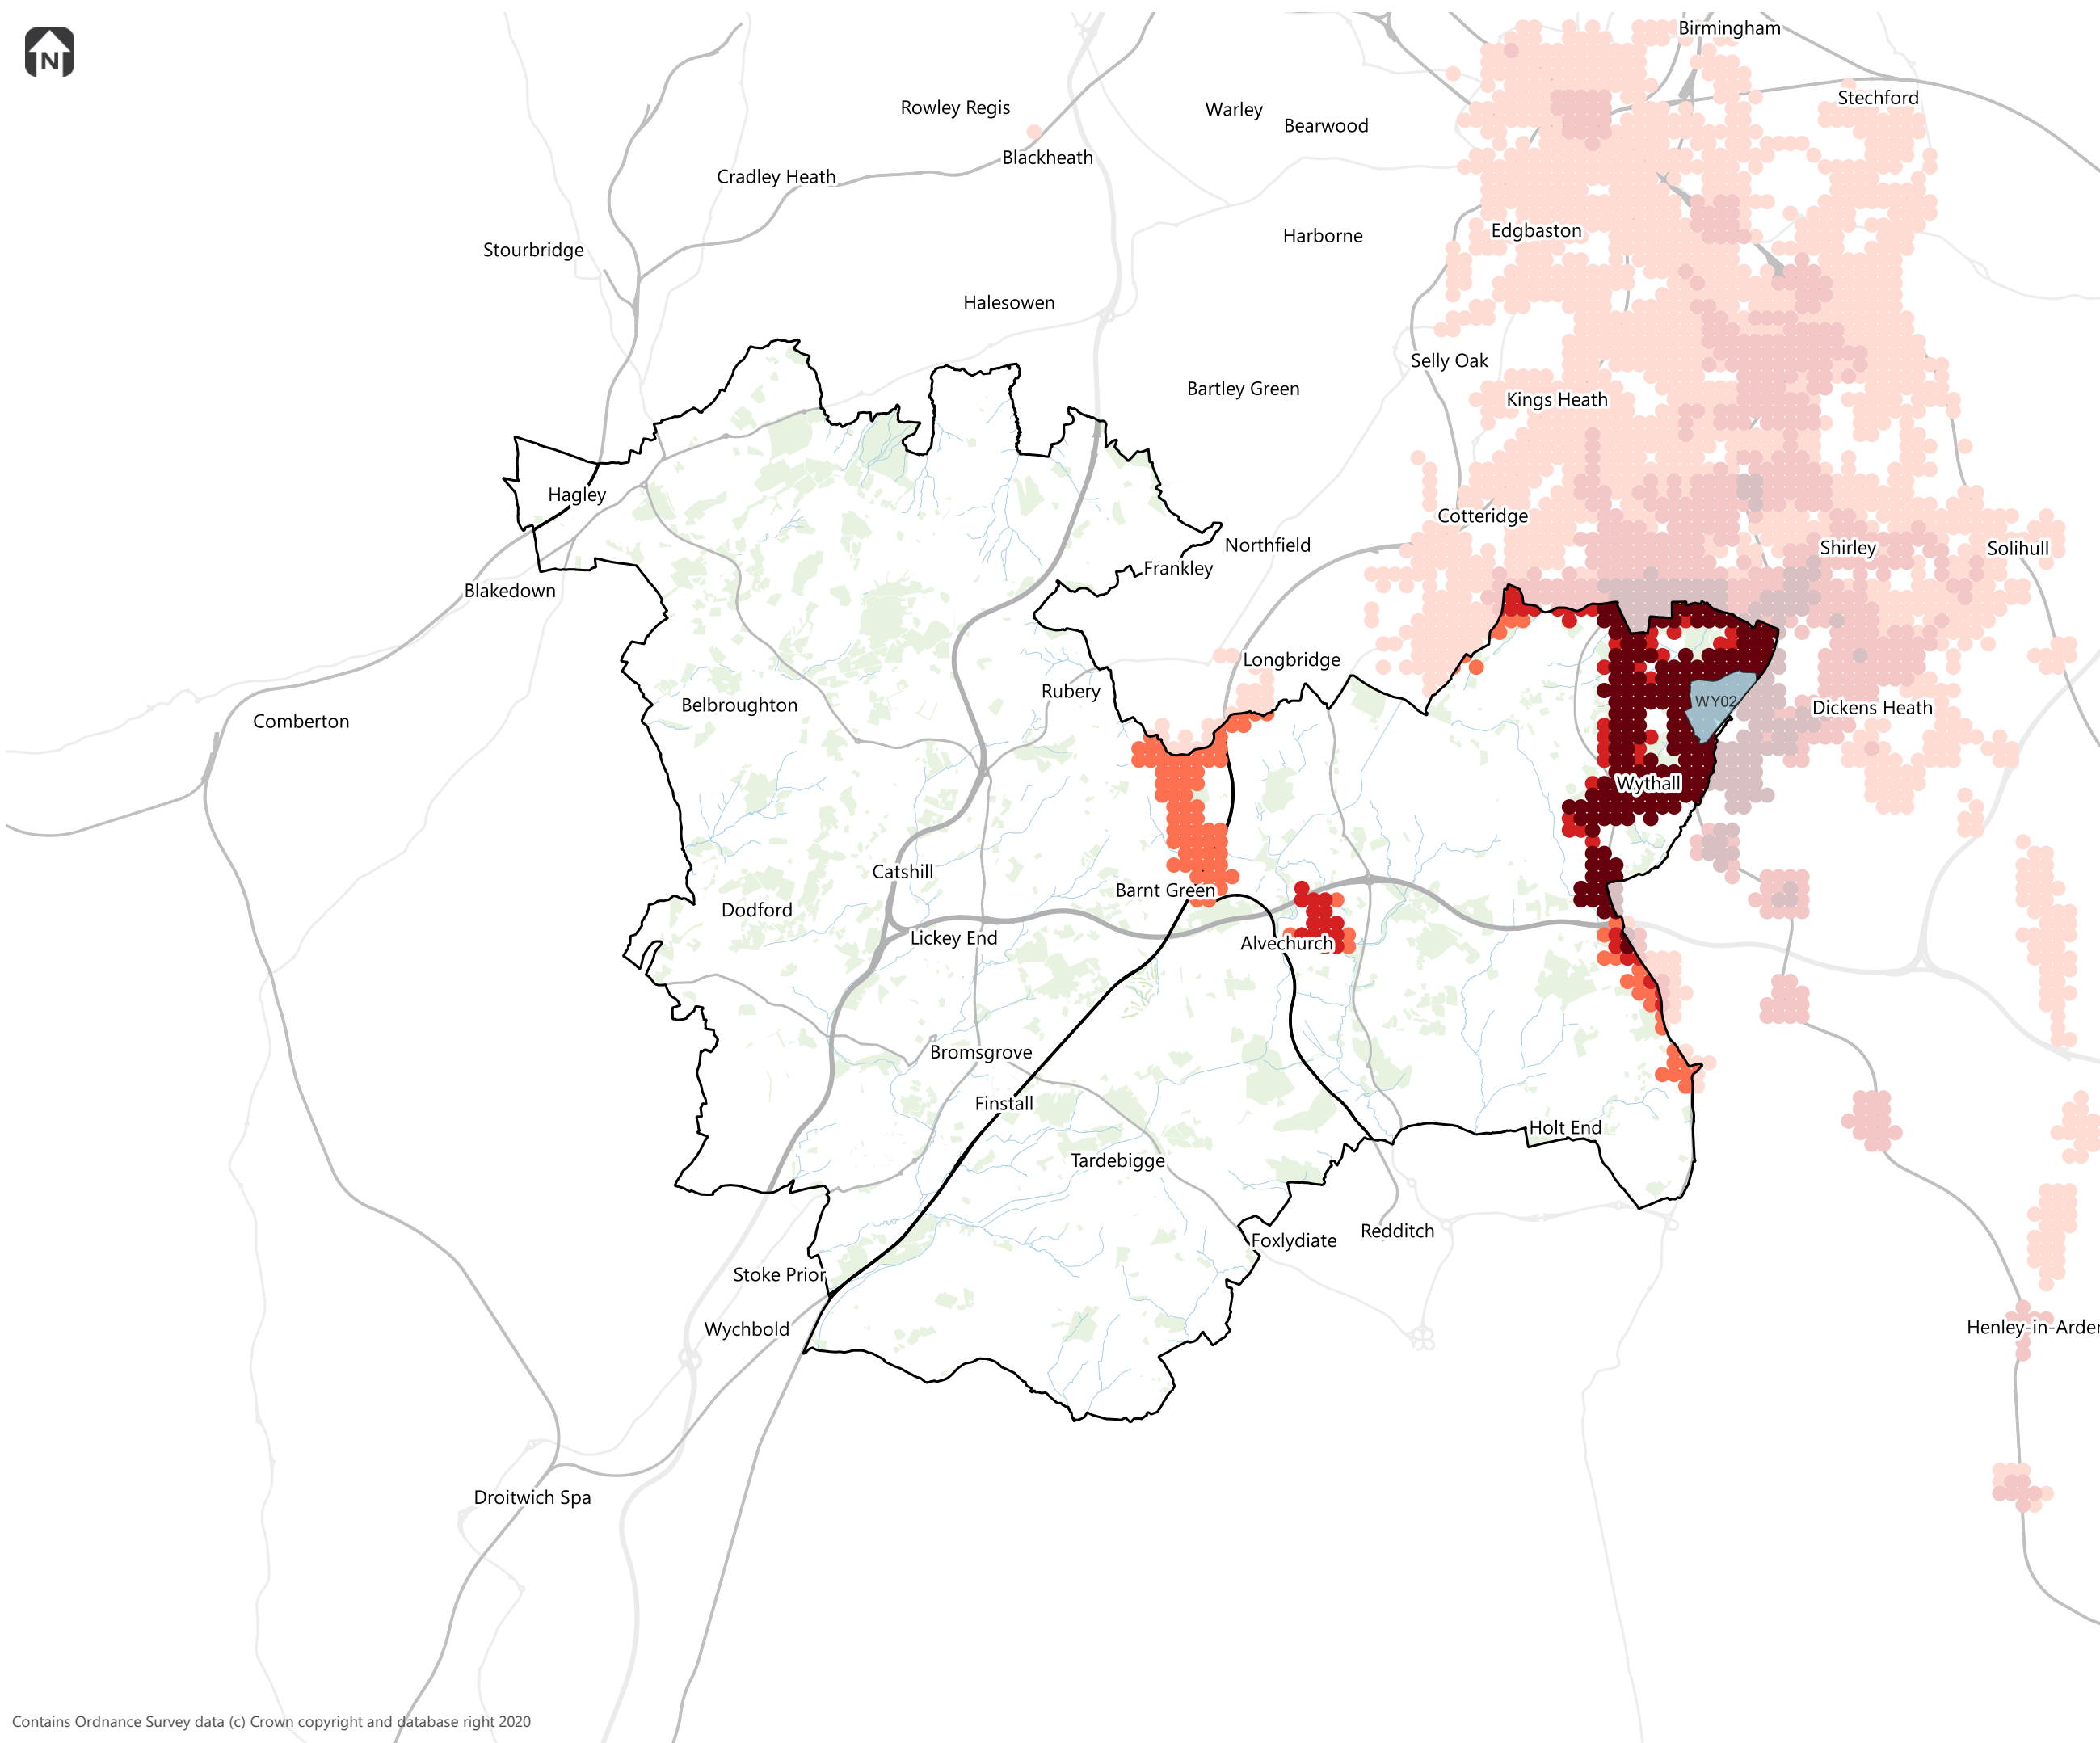 N
Birmingham
Stechford
Rowley Regis
Warley
Bearwood
Blackheath
Cradley Heath
Edgbaston
Harborne
Stourbridge
Halesowen
Selly Oak
Bartley Green
Kings Heath
Hagley
Cotteridge
Northfield
Shirley
Solihull
Frankley
Blakedown
Longbridge
Rubery
WY02
Belbroughton
Dickens Heath
Comberton
Wythall
Catshill
Barnt Green
Dodford
Lickey End
Alvechurch
Bromsgrove
Finstall
Holt End
Tardebigge
Redditch
Foxlydiate
Stoke Prior
Wychbold
Henley-in-Arden
Droitwich Spa
Contains Ordnance Survey data (c) Crown copyright and database right 2020